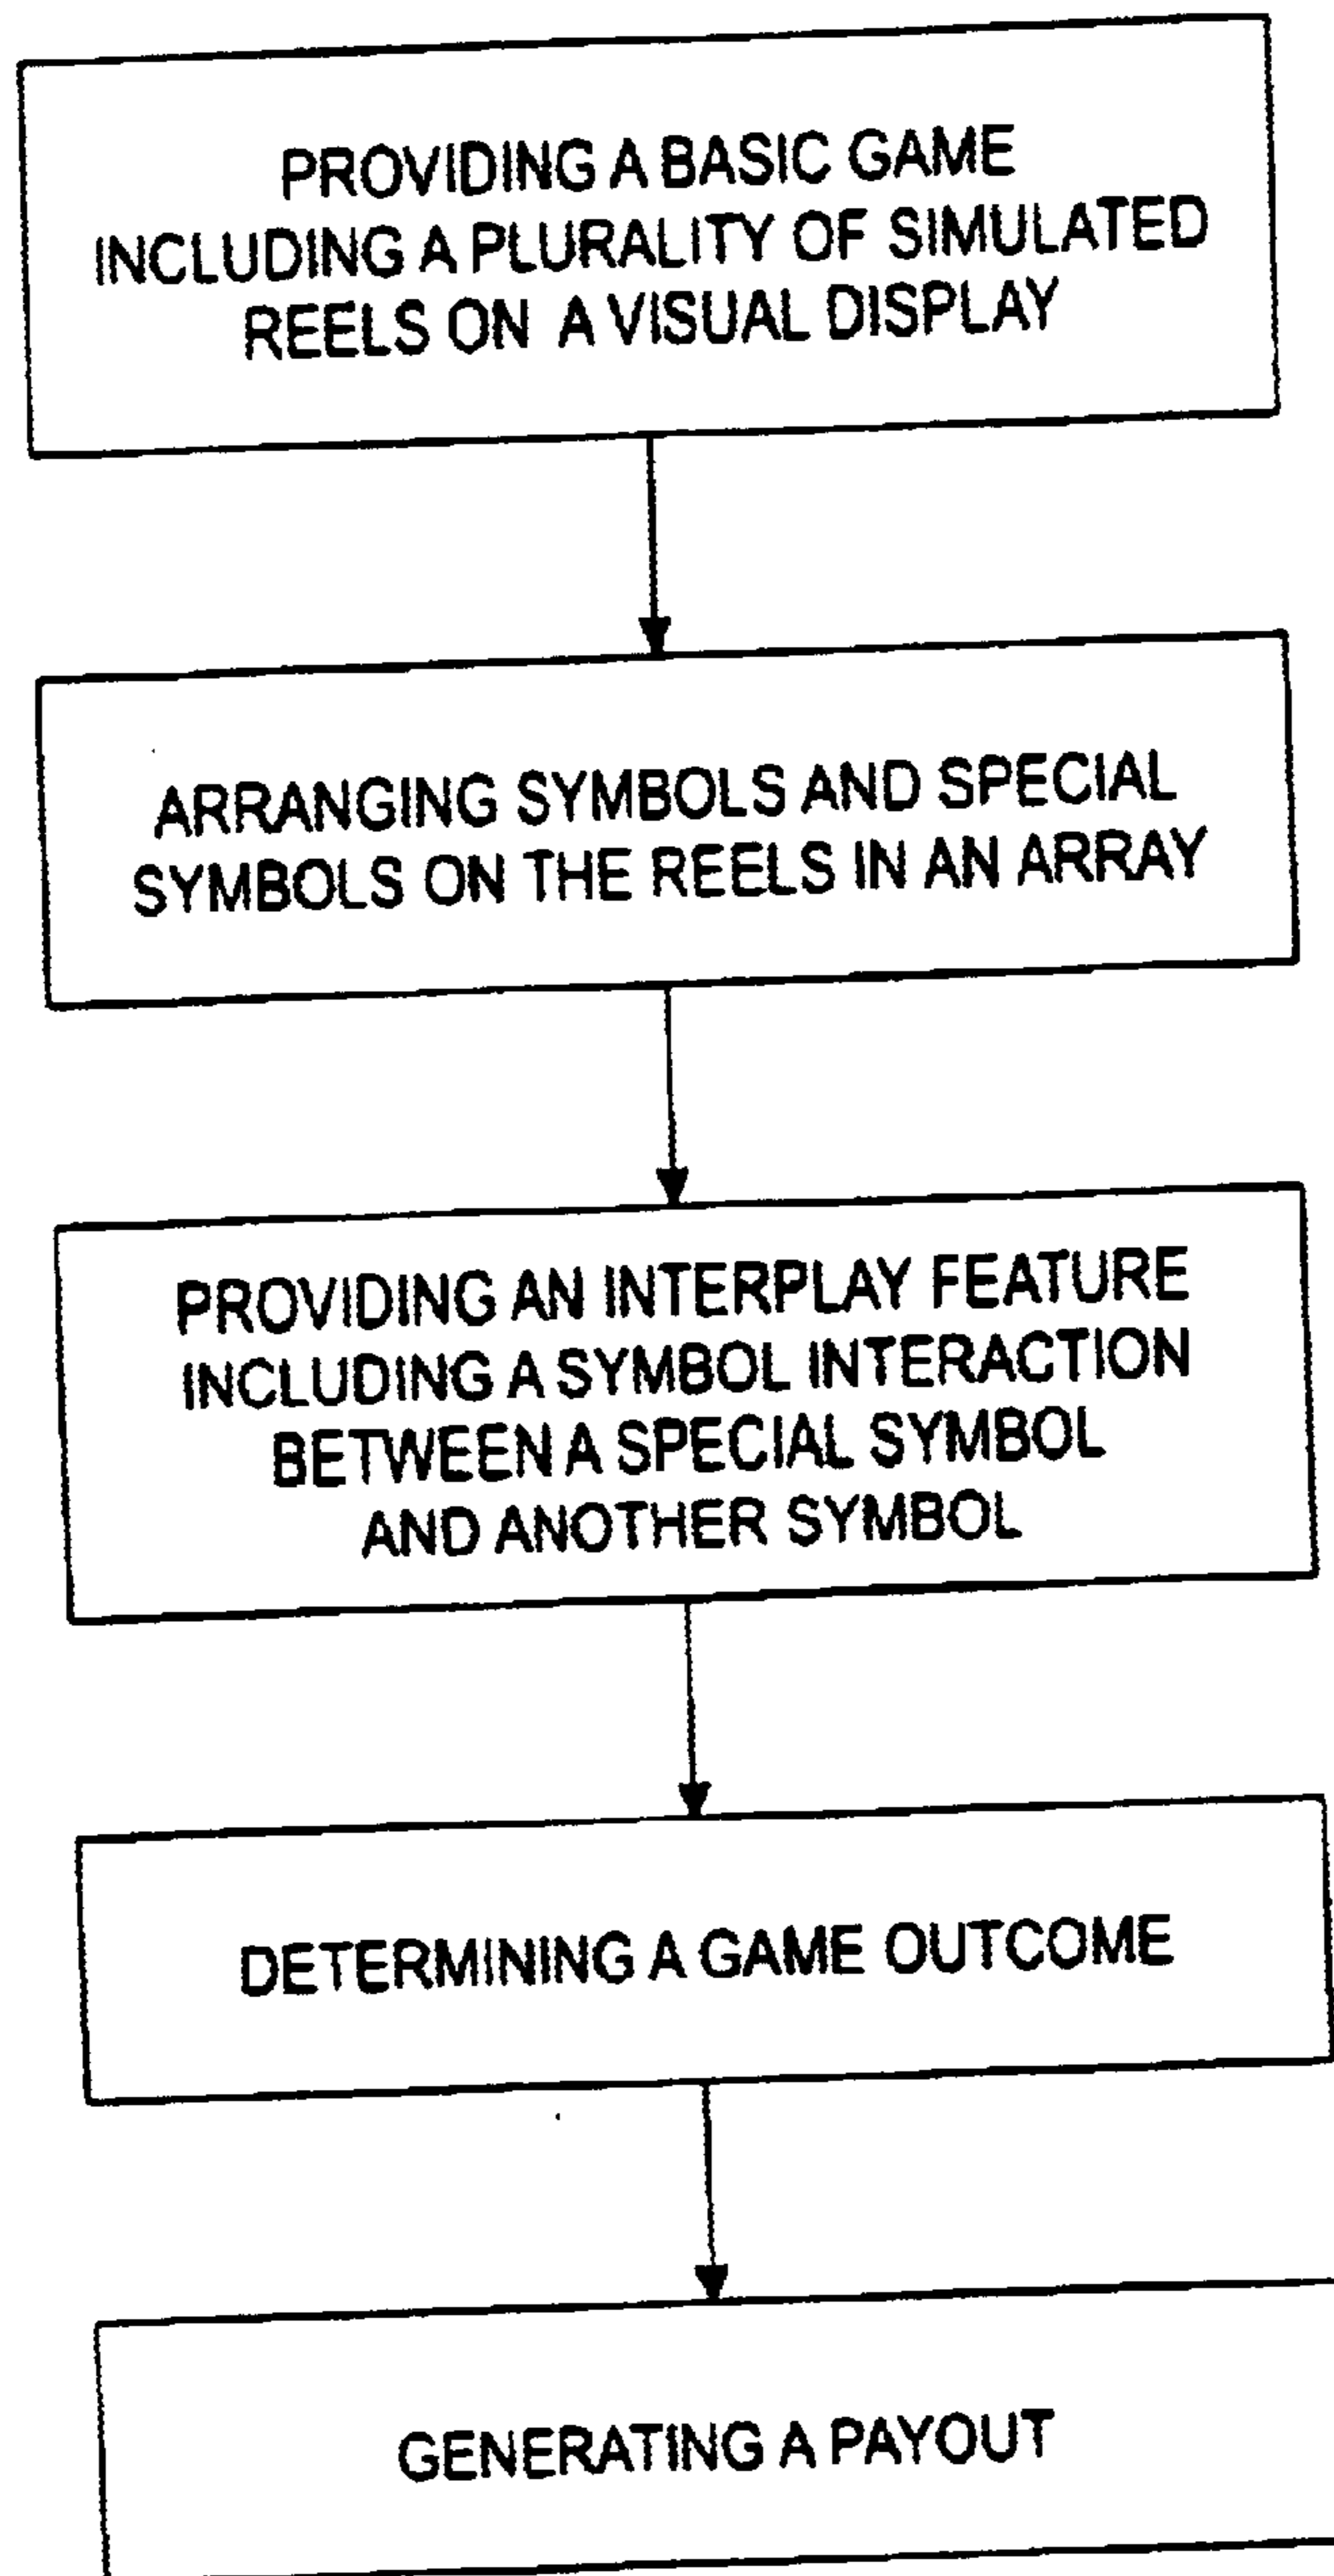 PROVIDING A BASIC GAME
INCLUDING A PLURALITY OF SIMULATED
REELS ON A VISUAL DISPLAY
ARRANGING SYMBOLS AND SPECIAL
SYMBOLS ON THE REELS IN AN ARRAY
PROVIDING AN INTERPLAY FEATURE
INCLUDING A SYMBOL INTERACTION
BETWEEN A SPECIAL SYMBOL
AND ANOTHER SYMBOL
DETERMINING A GAME OUTCOME
GENERATING A PAYOUT